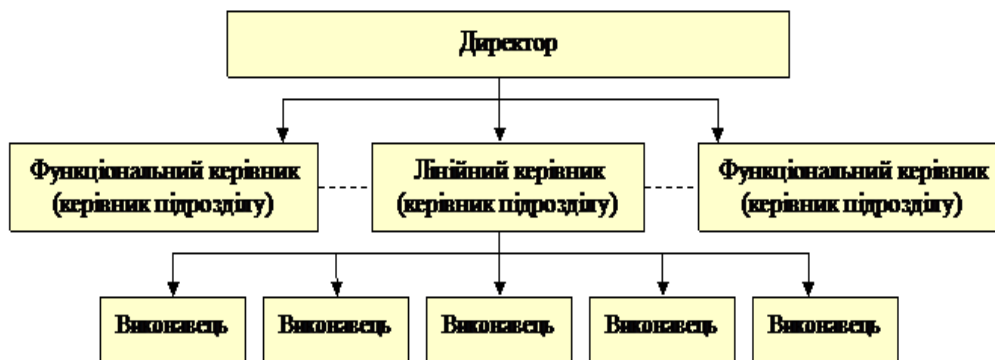 Директор
Функціональний керівник
(керівник підрозділу)
Лінійний керівник
(керівник підрозділу)
Функціональний керівник
(керівник підрозділу)
Виконавець
Виконавець
Виконавець
Виконавець
Виконавець